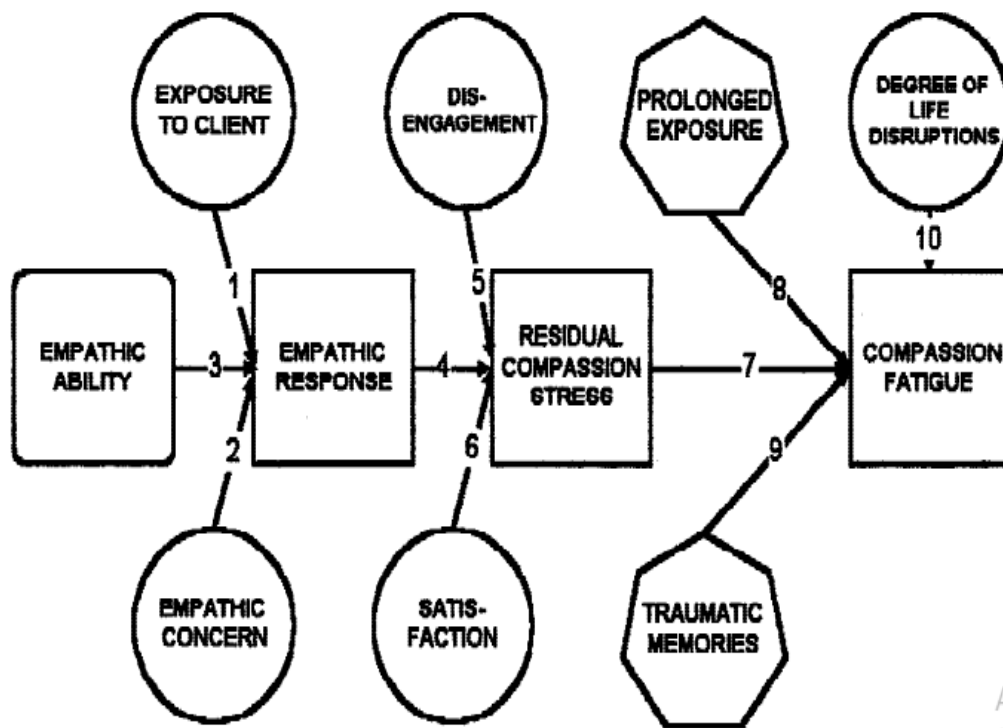 EXPOSURE
TO CLIENT
DIS-
ENGAGEMENT
PROLONGED
EXPOSURE
DEGREE OF
LIFE
DISRUPTIONS
1
5
8
10
EMPATHIC
ABILITY
3
EMPATHIC
RESPONSE
4
RESIDUAL
COMPASSION
STRESS
7
COMPASSION
FATIGUE
2
6
9
EMPATHIC
CONCERN
SATIS-
FACTION
TRAUMATIC
MEMORIES
A